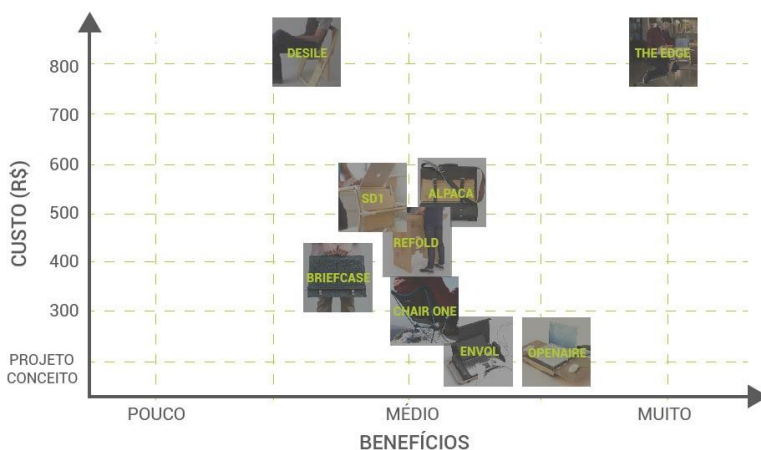 DESILE
THE EDGE
800
700
600
SD1
ALPACA
500
REFOLD
400
BRIEFCASE
300
CHAIR ONE
ENVOL
OPENAIRE
PROJETO
CONCEITO
CUSTO (R$)
POUCO
MÉDIO
MUITO
BENEFÍCIOS